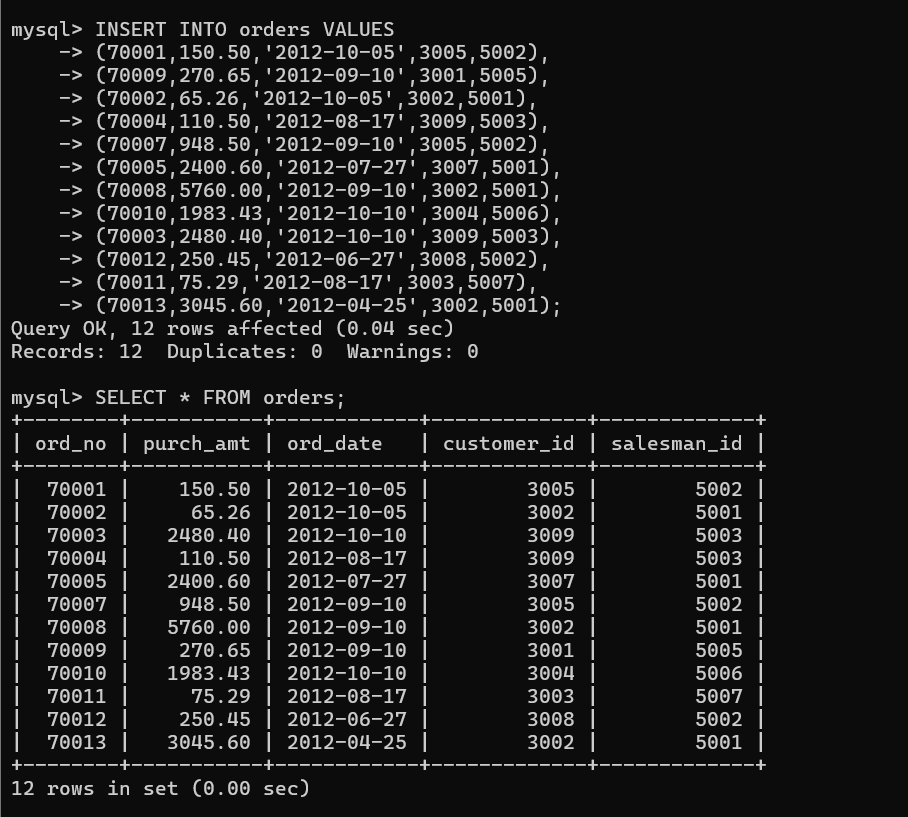 mysql> INSERT INTO orders VALUES
    -> (70001,150.50,'2012-10-05',3005,5002),
    -> (70009,270.65,'2012-09-10',3001,5005),
    -> (70002,65.26,'2012-10-05',3002,5001),
    -> (70004,110.50,'2012-08-17',3009,5003),
    -> (70007,948.50,'2012-09-10',3005,5002),
    -> (70005,2400.60,'2012-07-27',3007,5001),
    -> (70008,5760.00,'2012-09-10',3002,5001),
    -> (70010,1983.43,'2012-10-10',3004,5006),
    -> (70003,2480.40,'2012-10-10',3009,5003),
    -> (70012,250.45,'2012-06-27',3008,5002),
    -> (70011,75.29,'2012-08-17',3003,5007),
    -> (70013,3045.60,'2012-04-25',3002,5001);
Query OK, 12 rows affected (0.04 sec)
Records: 12  Duplicates: 0  Warnings: 0

mysql> SELECT * FROM orders;
+--------+-----------+------------+-------------+-------------+
| ord_no | purch_amt | ord_date   | customer_id | salesman_id |
+--------+-----------+------------+-------------+-------------+
|  70001 |    150.50 | 2012-10-05 |        3005 |        5002 |
|  70002 |     65.26 | 2012-10-05 |        3002 |        5001 |
|  70003 |   2480.40 | 2012-10-10 |        3009 |        5003 |
|  70004 |    110.50 | 2012-08-17 |        3009 |        5003 |
|  70005 |   2400.60 | 2012-07-27 |        3007 |        5001 |
|  70007 |    948.50 | 2012-09-10 |        3005 |        5002 |
|  70008 |   5760.00 | 2012-09-10 |        3002 |        5001 |
|  70009 |    270.65 | 2012-09-10 |        3001 |        5005 |
|  70010 |   1983.43 | 2012-10-10 |        3004 |        5006 |
|  70011 |     75.29 | 2012-08-17 |        3003 |        5007 |
|  70012 |    250.45 | 2012-06-27 |        3008 |        5002 |
|  70013 |   3045.60 | 2012-04-25 |        3002 |        5001 |
+--------+-----------+------------+-------------+-------------+
12 rows in set (0.00 sec)